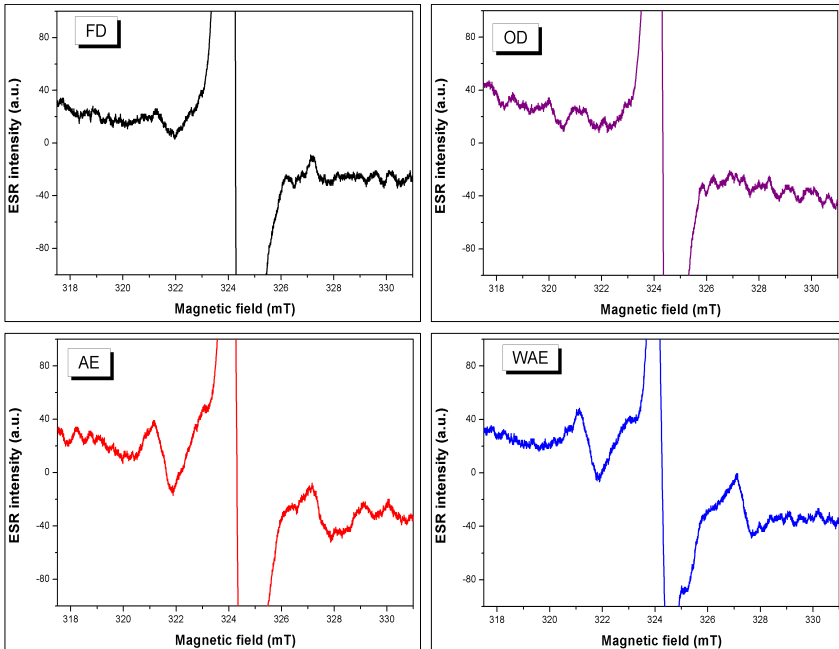 FD
ESR intensity (a.u.)
80
40
0
-40
-80
318 320 322 324 326 328 330
Magnetic field (mT)
OD
ESR intensity (a.u.)
80
40
0
-40
-80
318 320 322 324 326 328 330
Magnetic field (mT)
AE
ESR intensity (a.u.)
80
40
0
-40
-80
318 320 322 324 326 328 330
Magnetic field (mT)
WAE
ESR intensity (a.u.)
80
40
0
-40
-80
318 320 322 324 326 328 330
Magnetic field (mT)